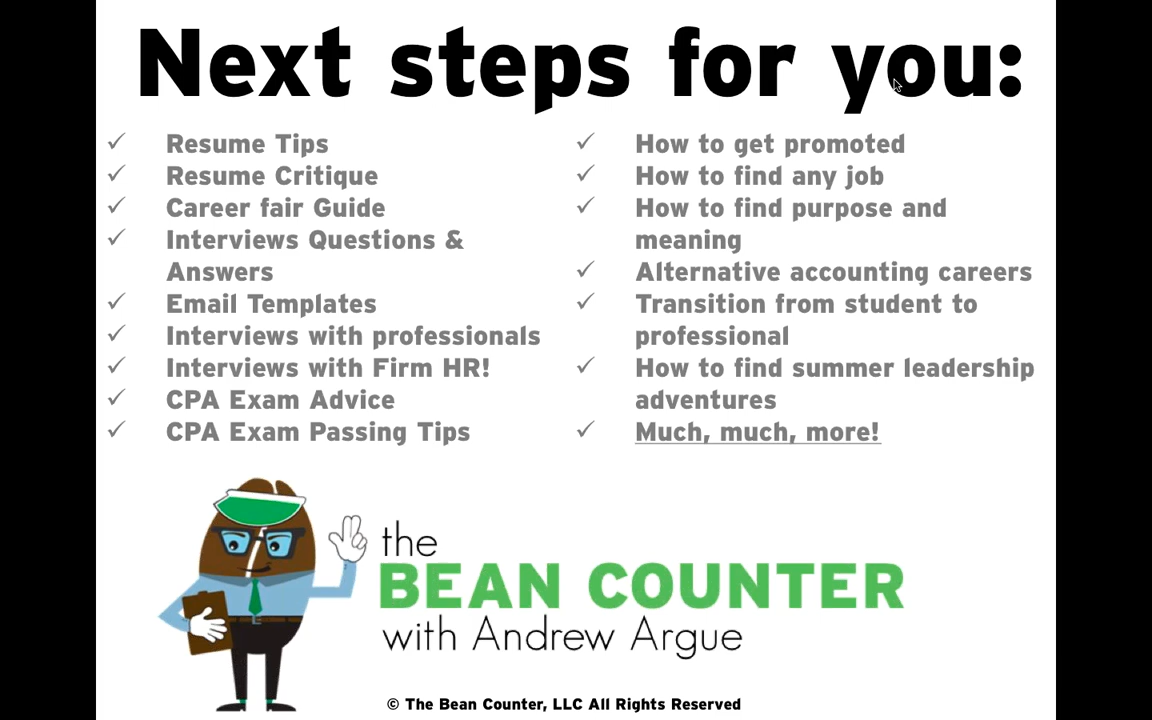 Next steps for you:
Resume Tips
Resume Critique
Career fair Guide
Interviews Questions &
Answers
Email Templates
Interviews with professionals
Interviews with Firm HR!
CPA Exam Advice
CPA Exam Passing Tips
How to get promoted
How to find any job
How to find purpose and
meaning
Alternative accounting careers
Transition from student to
professional
How to find summer leadership
adventures
Much, much, more!
the
BEAN COUNTER
with Andrew Argue
© The Bean Counter, LLC All Rights Reserved